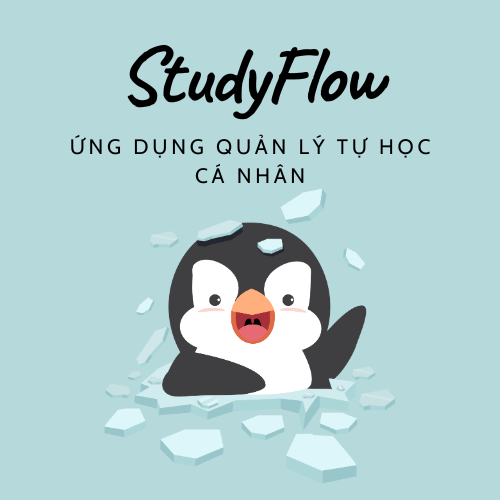 StudyFlow
ỨNG DỤNG QUẢN LÝ TỰ HỌC
CÁ NHÂN